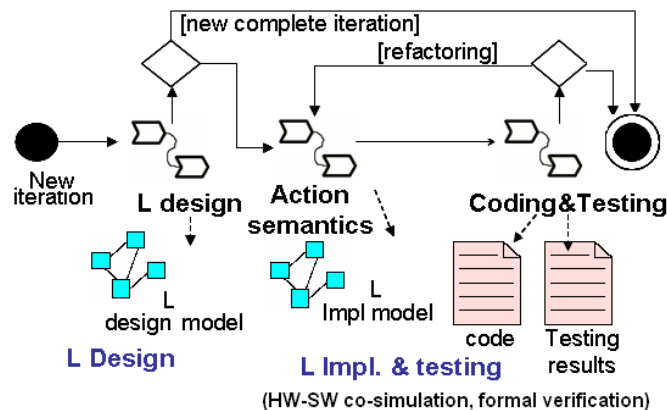 [new complete iteration]
[refactoring]
New
iteration
L design
Action
semantics
Coding&Testing
L
design model
L
Impl model
code
Testing
results
L Design
L Impl. & testing
(HW-SW co-simulation, formal verification)